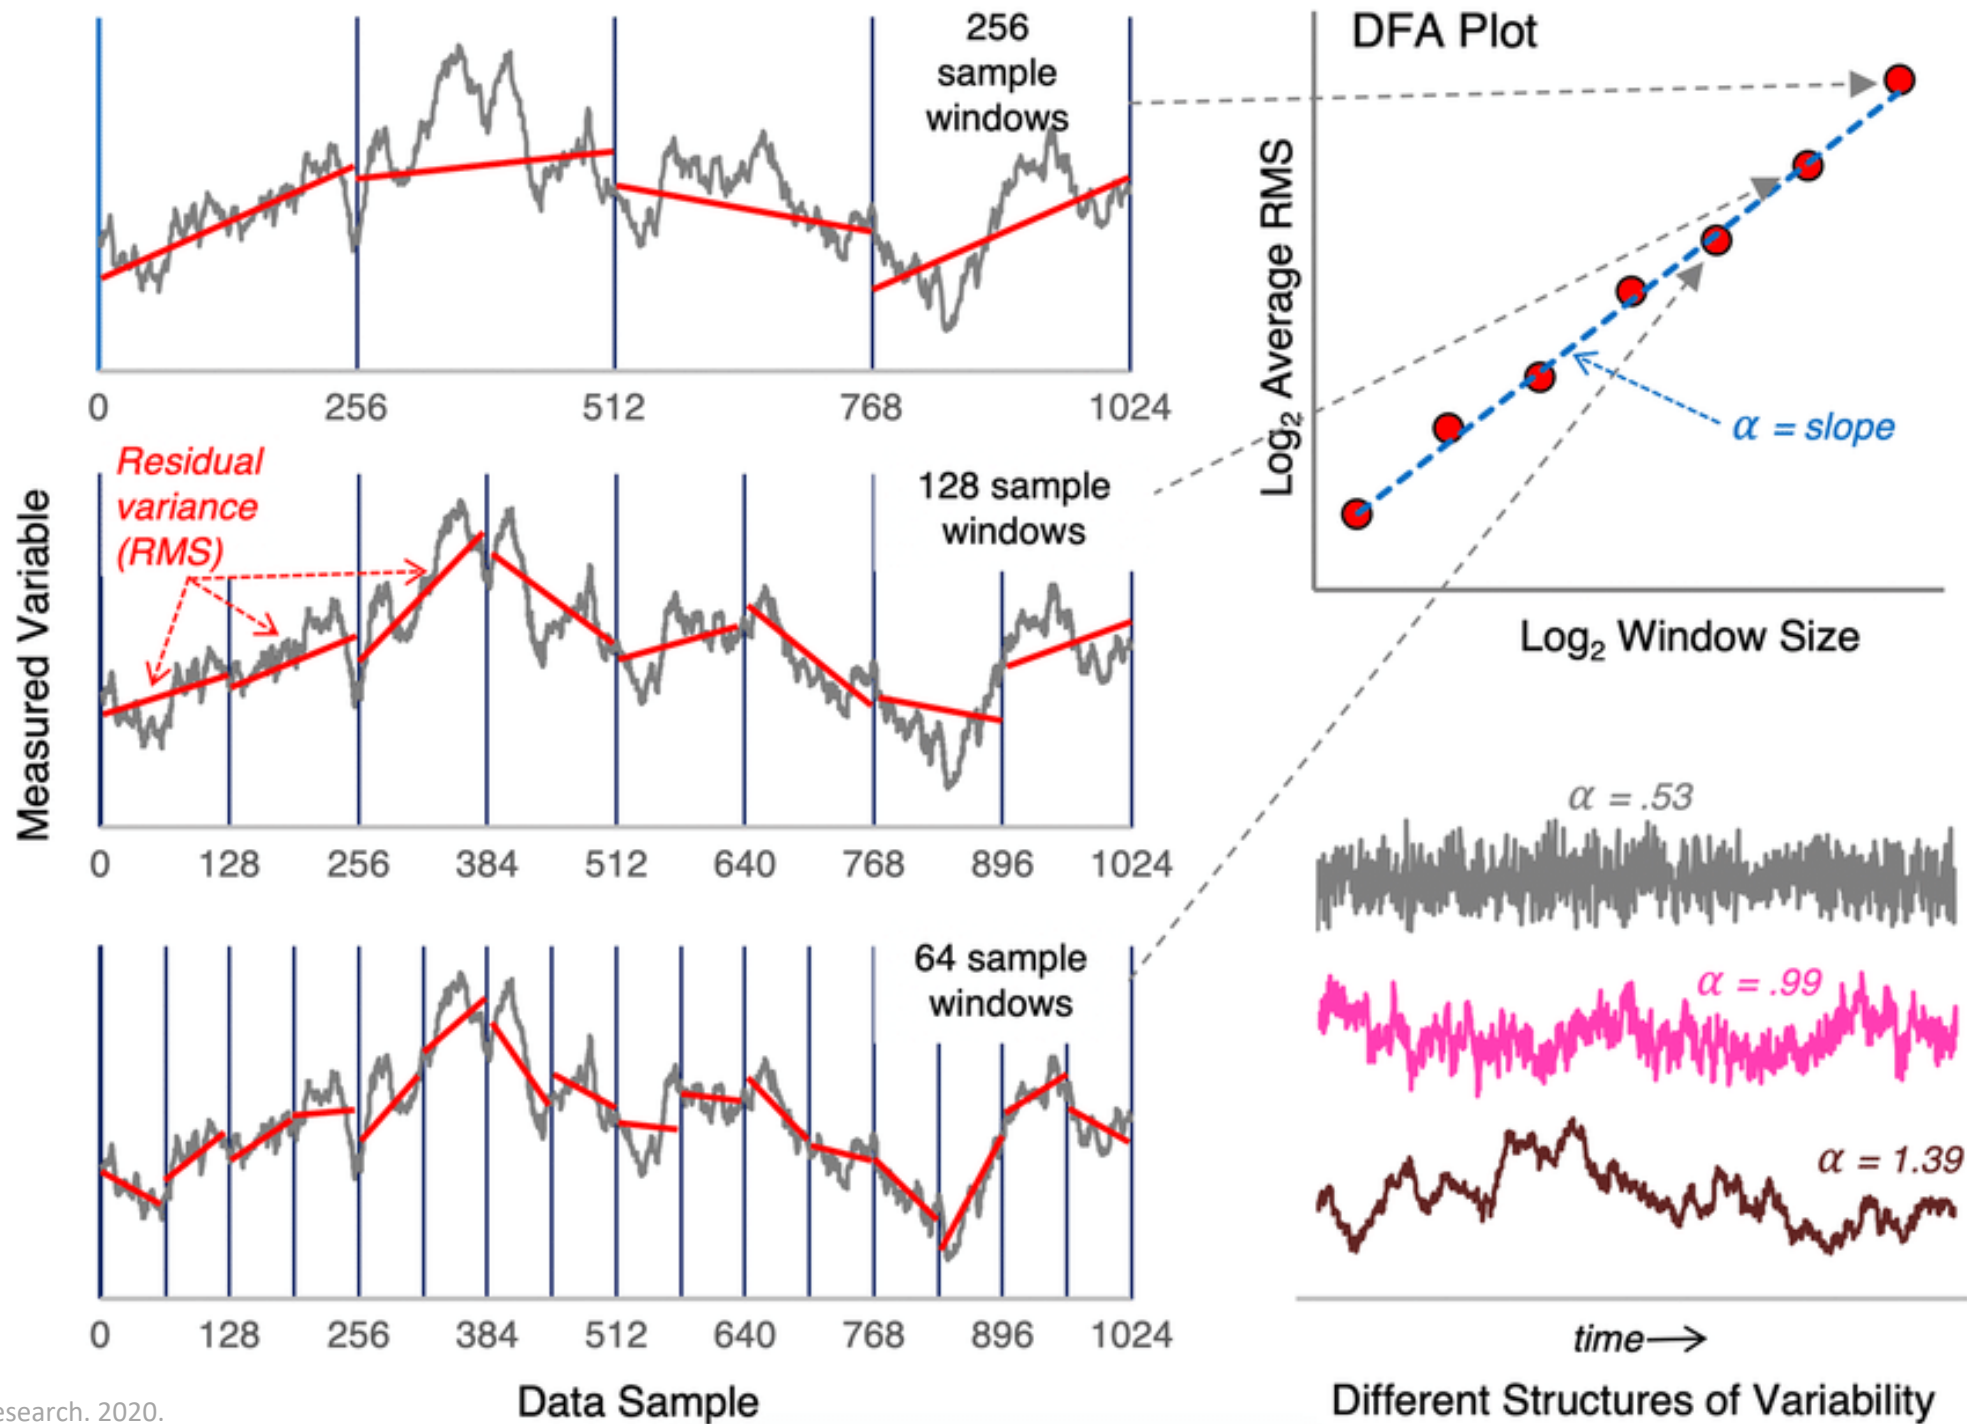 256
sample
windows
0 256 512 768 1024
Residual
variance
(RMS)
128 sample
windows
0 128 256 384 512 640 768 896 1024
64 sample
windows
0 128 256 384 512 640 768 896 1024
Measured Variable
Data Sample
DFA Plot
Log₂ Average RMS
α = slope
Log₂ Window Size
α = .53
α = .99
α = 1.39
time
Different Structures of Variability
2020.